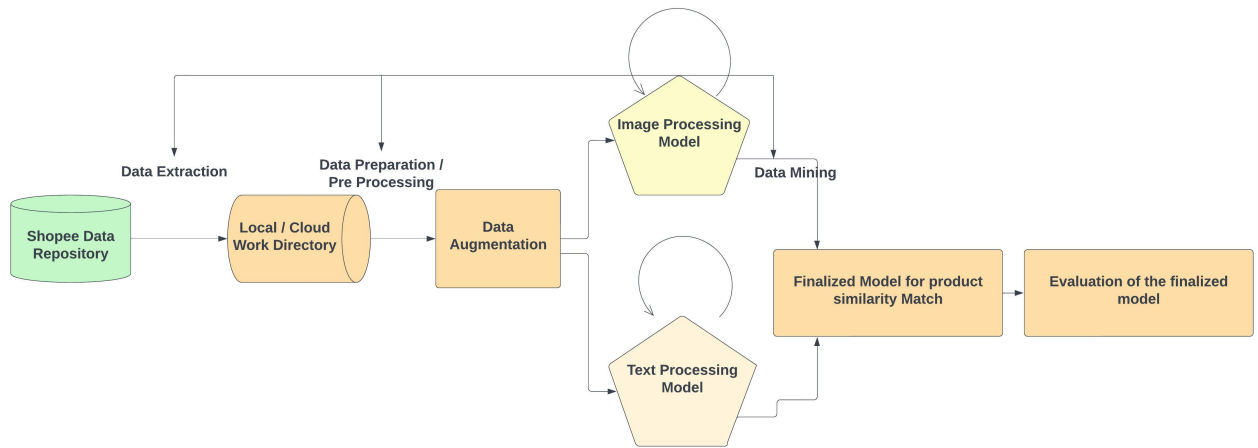 Image Processing
Model
Data Extraction
Data Preparation /
Pre Processing
Data Mining
Shopee Data
Repository
Local / Cloud
Work Directory
Data
Augmentation
Finalized Model for product
similarity Match
Evaluation of the finalized
model
Text Processing
Model